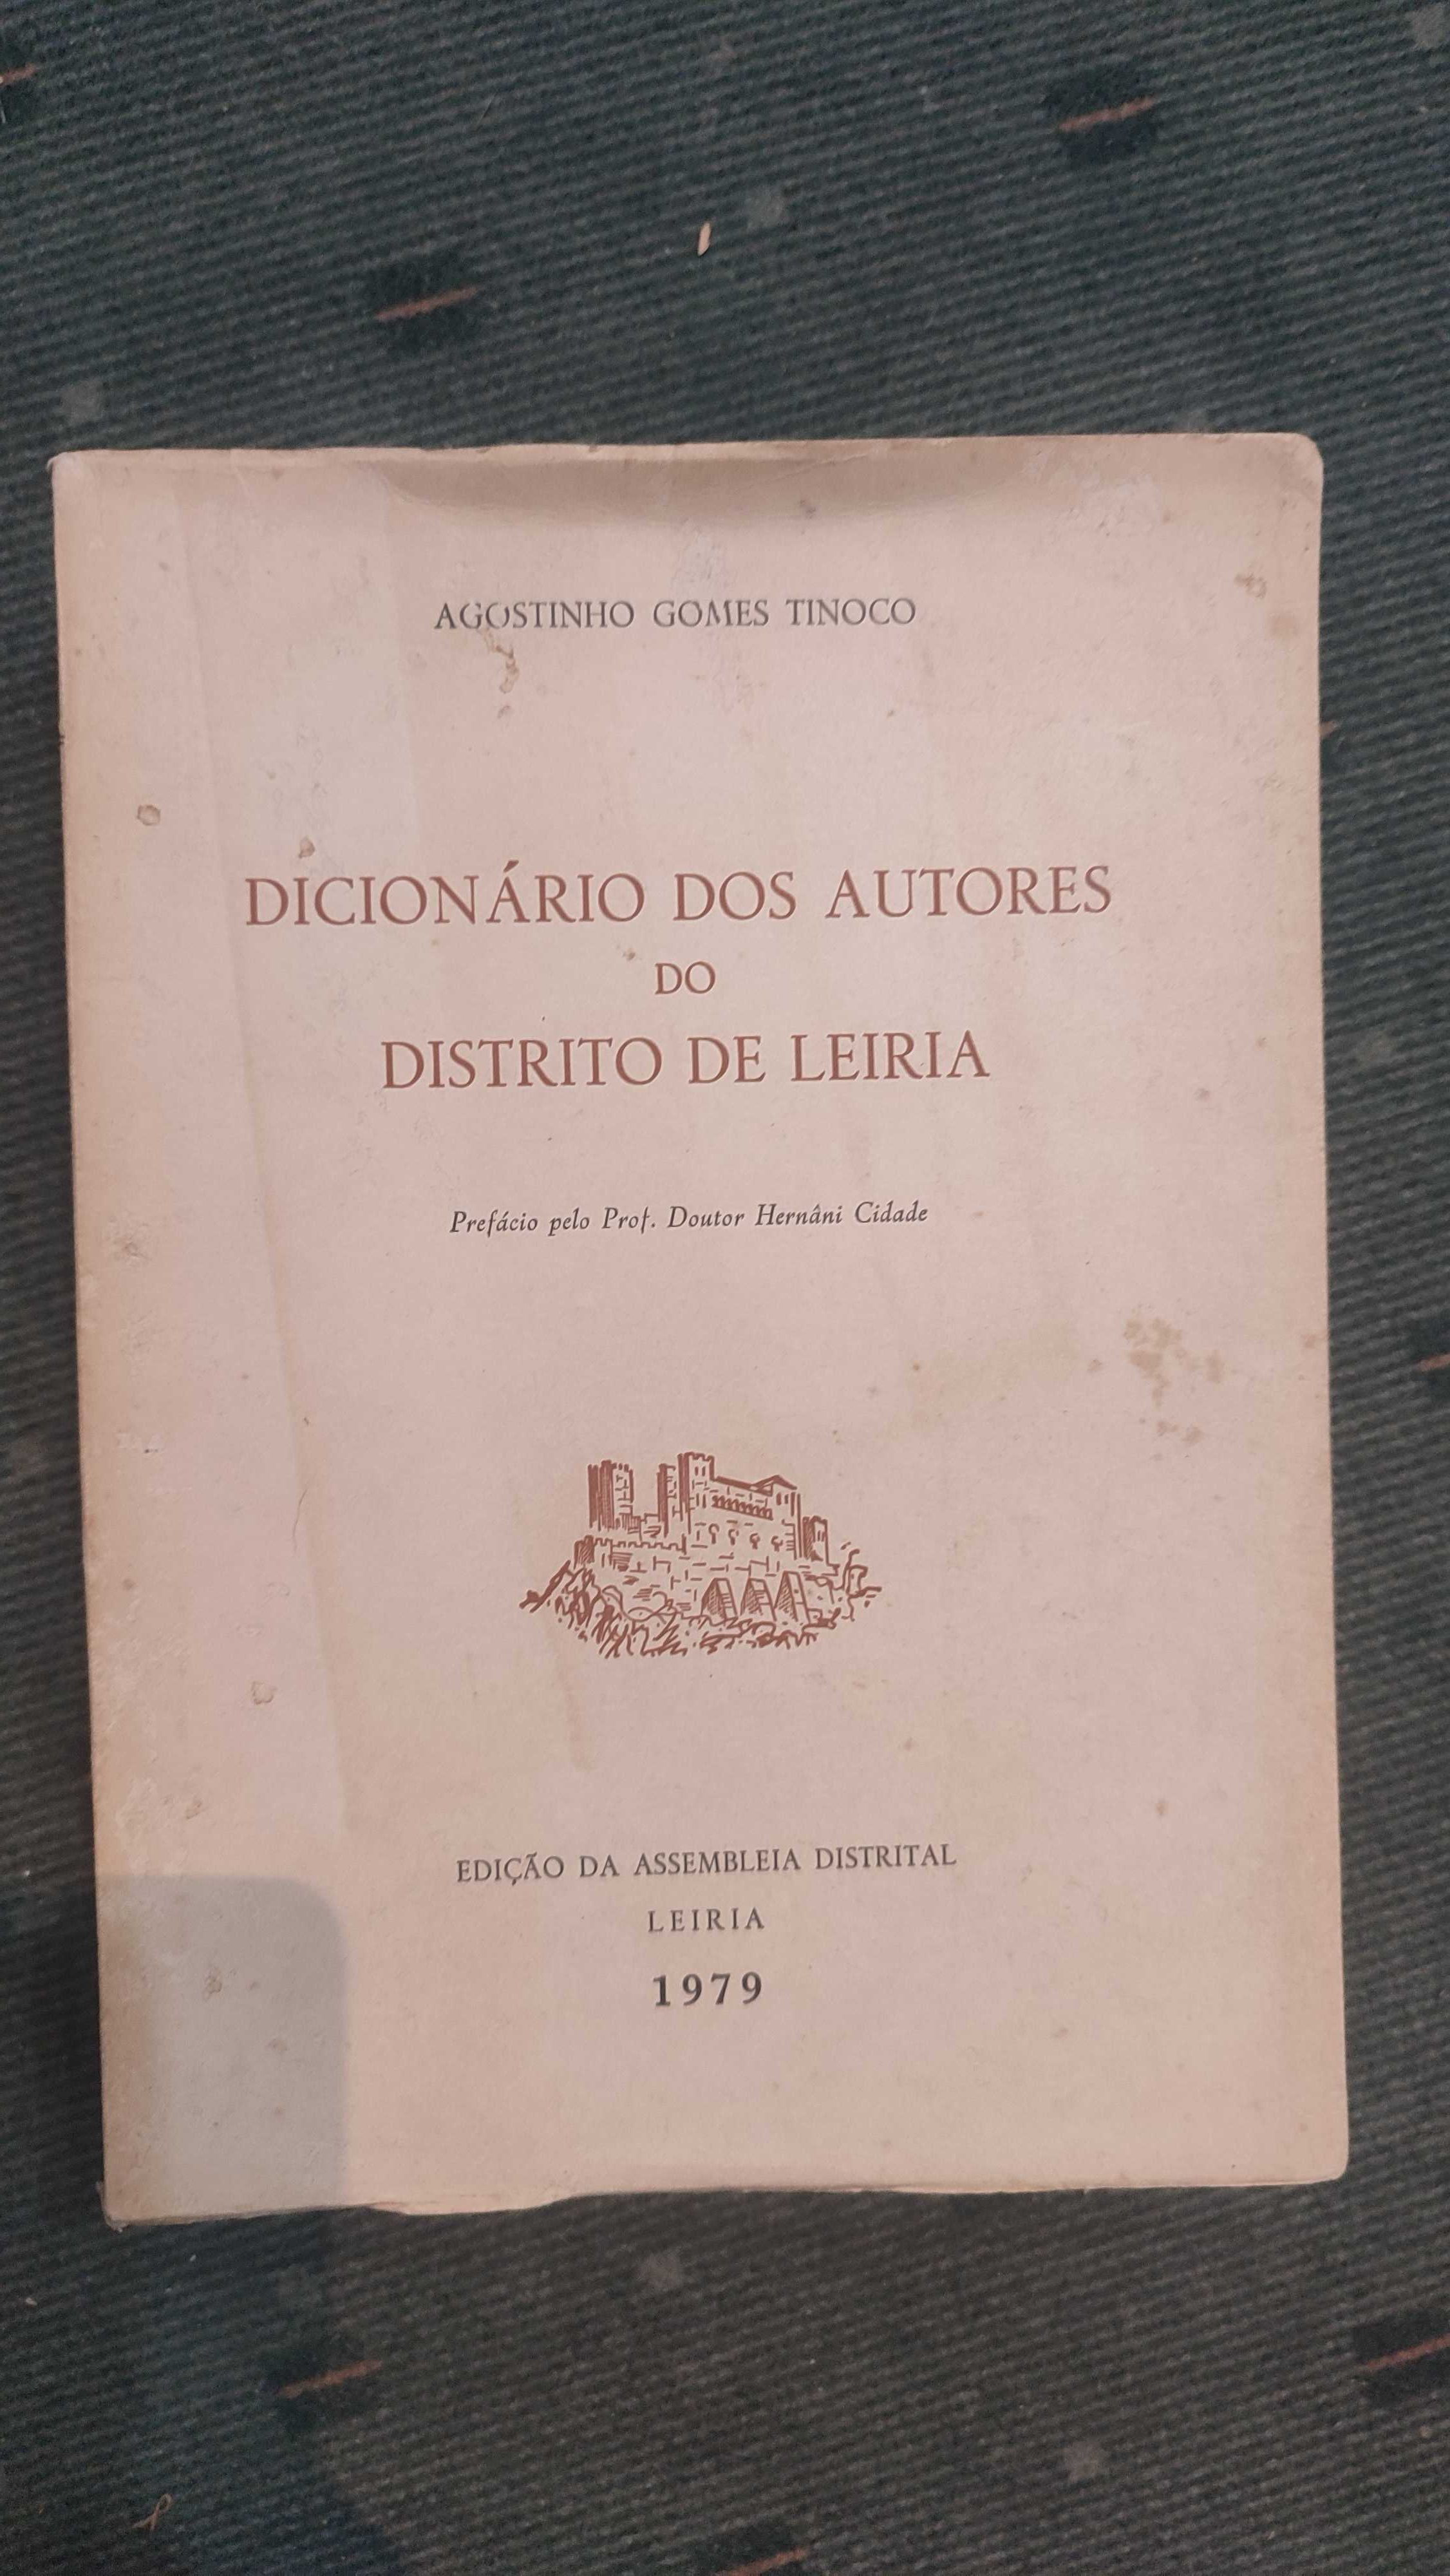 AGOSTINHO GOMES TINOCO
DICIONÁRIO DOS AUTORES
DO
DISTRITO DE LEIRIA
Prefácio pelo Prof. Doutor Hernâni Cidade
EDIÇÃO DA ASSEMBLEIA DISTRITAL
LEIRIA
1979